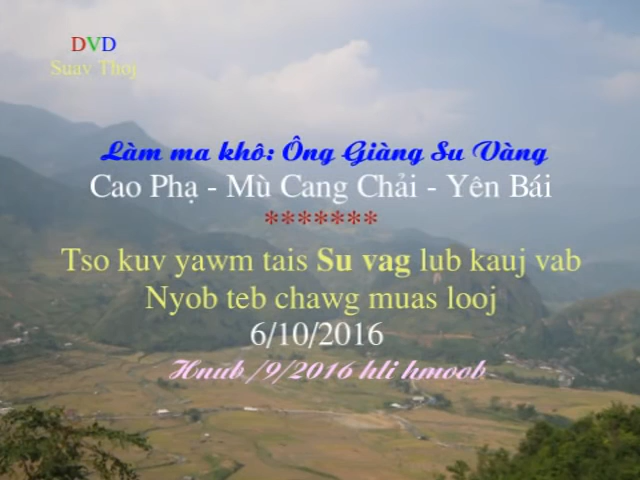 DVD
Suav Thoj
Làm ma khô: Ông Giàng Su Vàng
Cao Phạ - Mù Cang Chải - Yên Bái
*******
Tso kuv yawm tais Su vag lub kauj vab
Nyob teb chawg muas looj
6/10/2016
Hnub /9/2016 hli hmoob